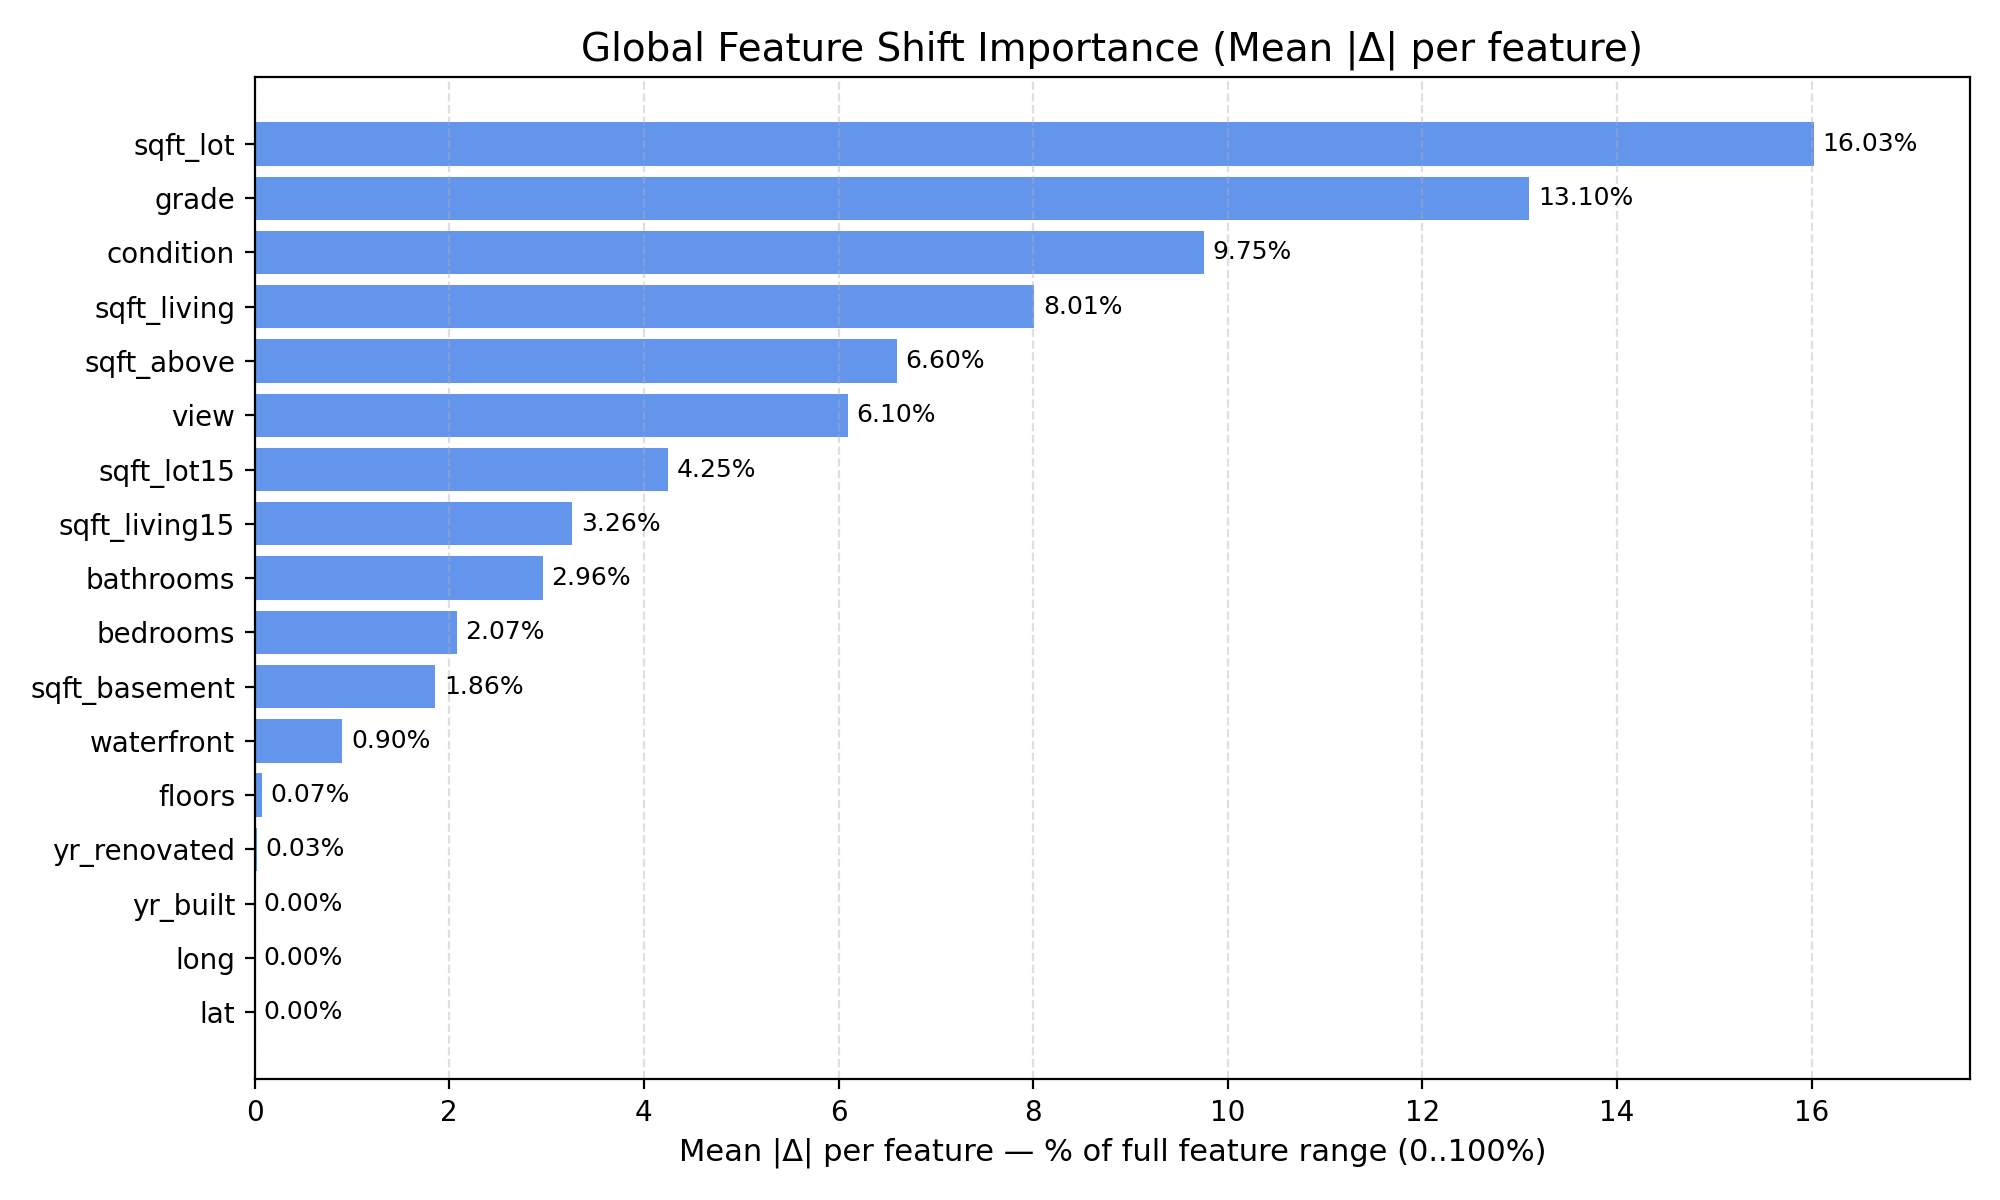 Global Feature Shift Importance (Mean |Δ| per feature)
sqft_lot 16.03%
grade 13.10%
condition 9.75%
sqft_living 8.01%
sqft_above 6.60%
view 6.10%
sqft_lot15 4.25%
sqft_living15 3.26%
bathrooms 2.96%
bedrooms 2.07%
sqft_basement 1.86%
waterfront 0.90%
floors 0.07%
yr_renovated 0.03%
yr_built 0.00%
long 0.00%
lat 0.00%
0 2 4 6 8 10 12 14 16
Mean |Δ| per feature — % of full feature range (0..100%)